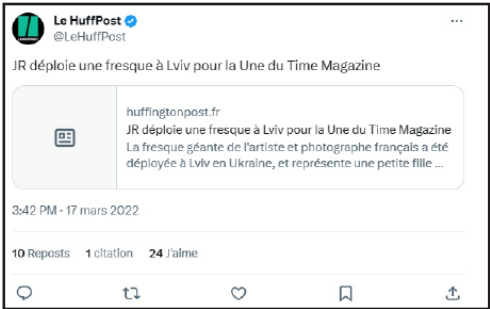 Le HuffPost
@LeHuffPost
JR déploie une fresque à Lviv pour la Une du Time Magazine
huffingtonpost.fr
JR déploie une fresque à Lviv pour la Une du Time Magazine
La fresque géante de l'artiste et photographe français a été
déployée à Lviv en Ukraine, et représente une petite fille ...
3:42 PM · 17 mars 2022
10 Reposts 1 citation 24 J'aime